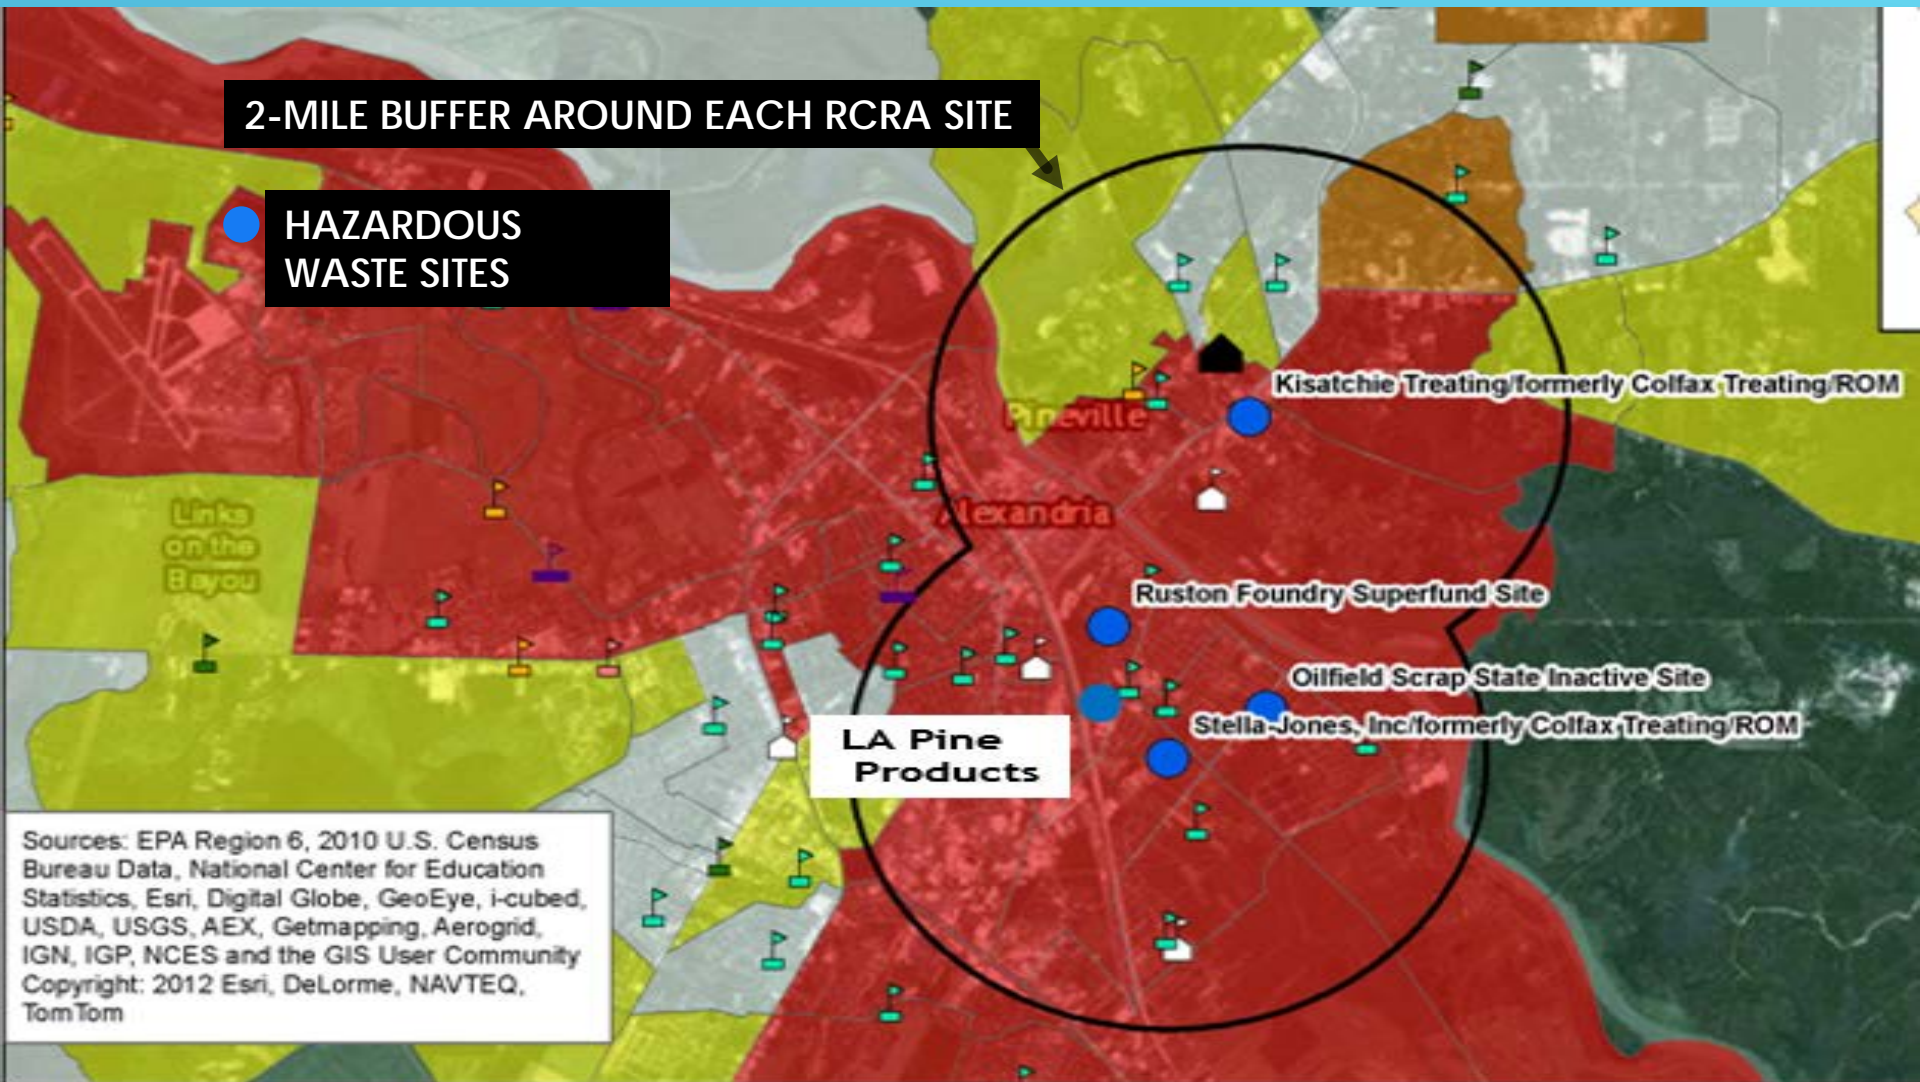 2-MILE BUFFER AROUND EACH RCRA SITE
HAZARDOUS
WASTE SITES
Kisatchie Treating/formerly Colfax Treating/ROM
Pineville
Alexandria
Links
on the
Bayou
Ruston Foundry Superfund Site
Oilfield Scrap State Inactive Site
Stella-Jones, Inc/formerly Colfax Treating/ROM
LA Pine
Products
Sources: EPA Region 6, 2010 U.S. Census
Bureau Data, National Center for Education
Statistics, Esri, Digital Globe, GeoEye, i-cubed,
USDA, USGS, AEX, Getmapping, Aerogrid,
IGN, IGP, NCES and the GIS User Community
Copyright: 2012 Esri, DeLorme, NAVTEQ,
TomTom